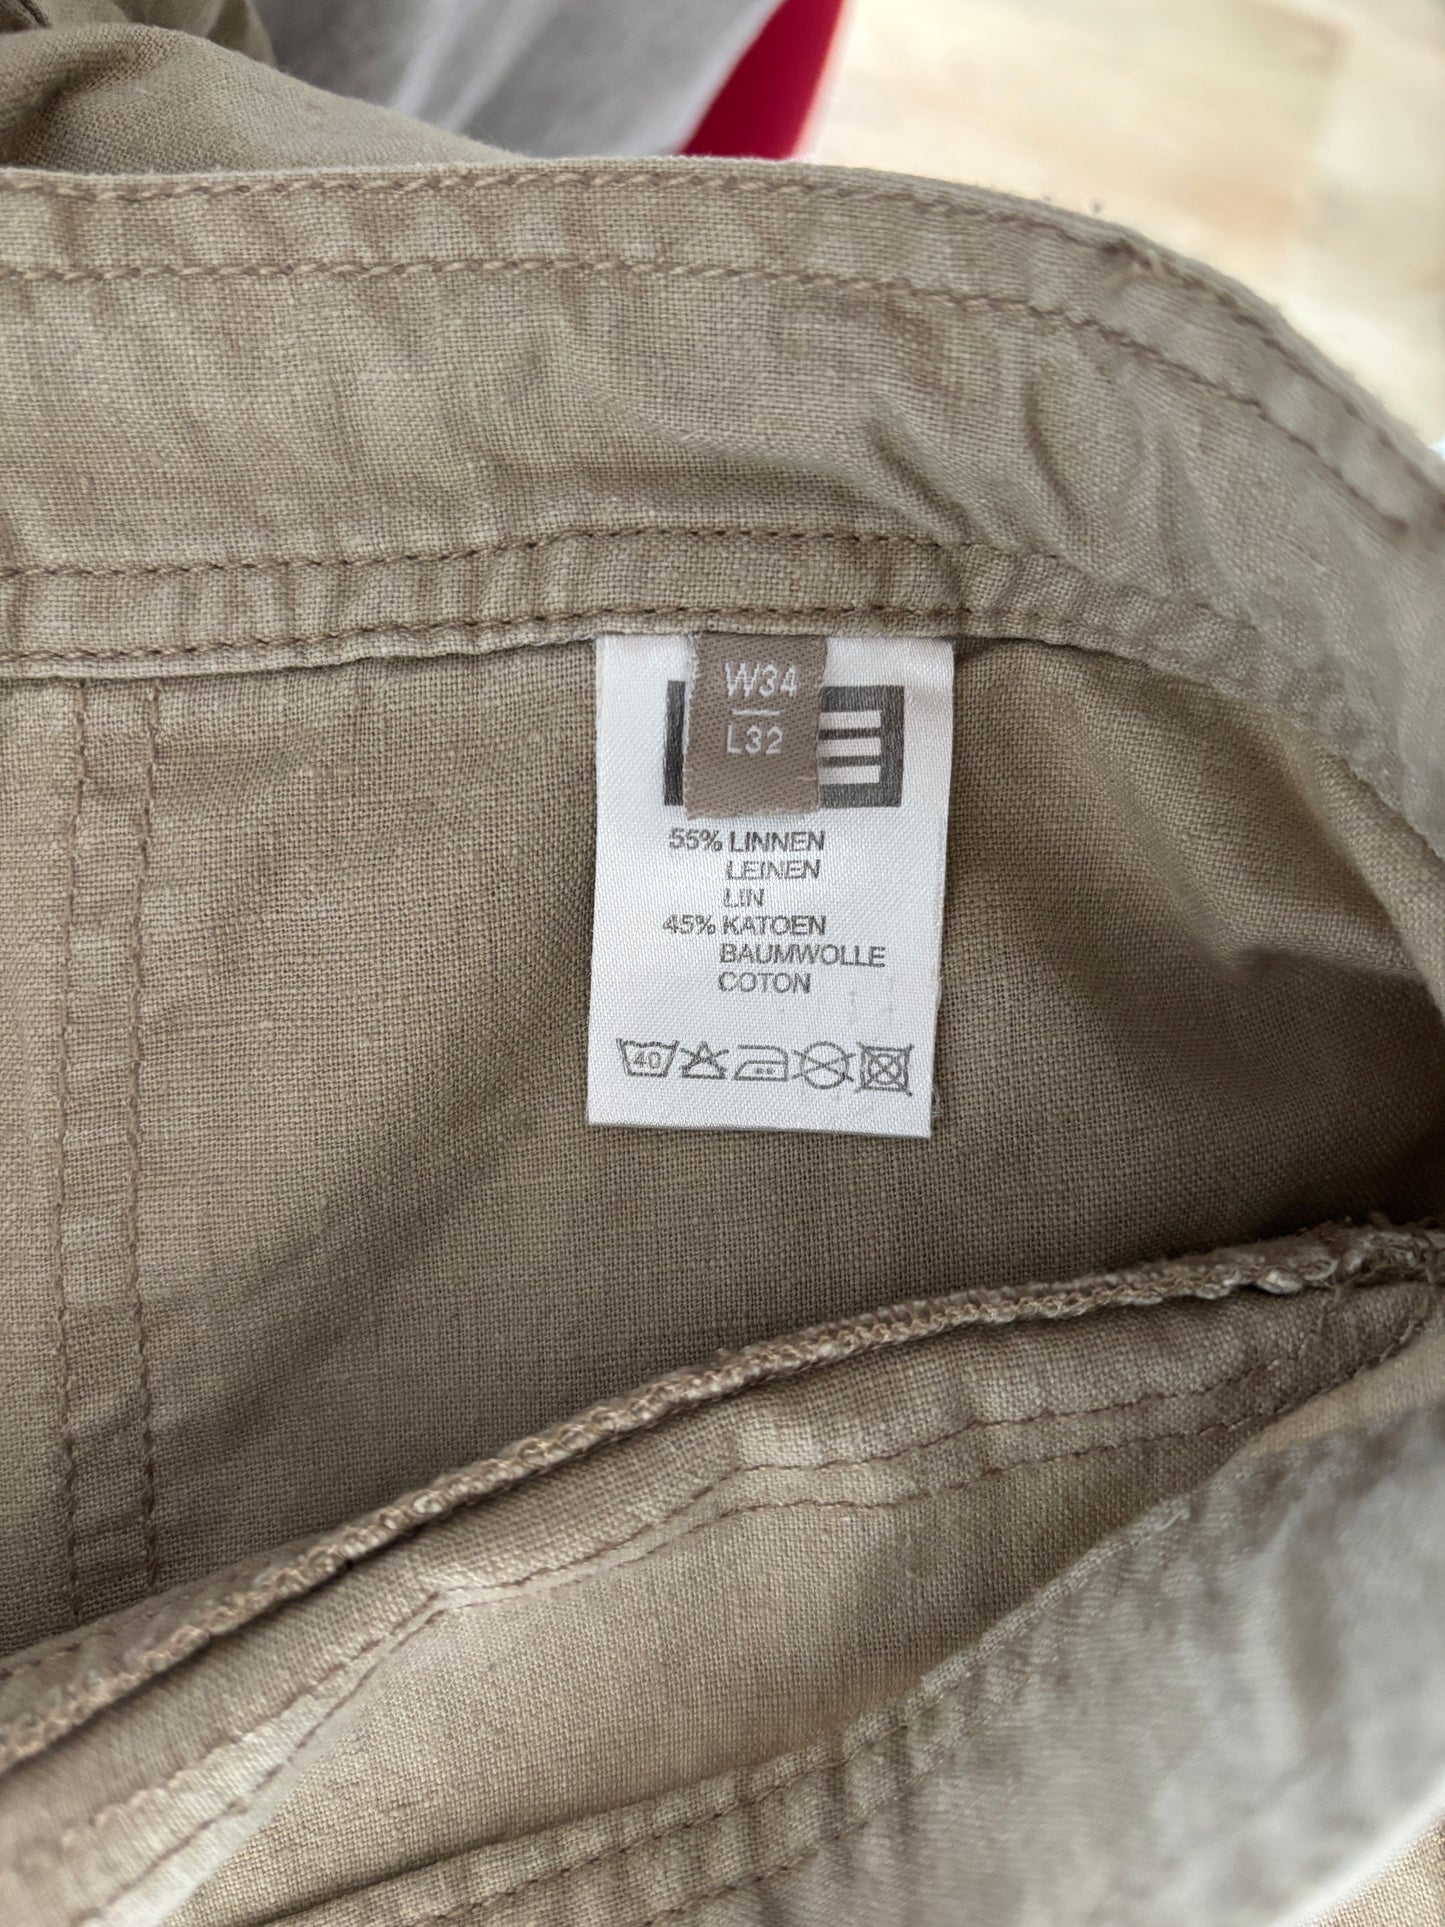 W34
L32
55% LINNEN
LEINEN
LIN
45% KATOEN
BAUMWOLLE
COTON
40